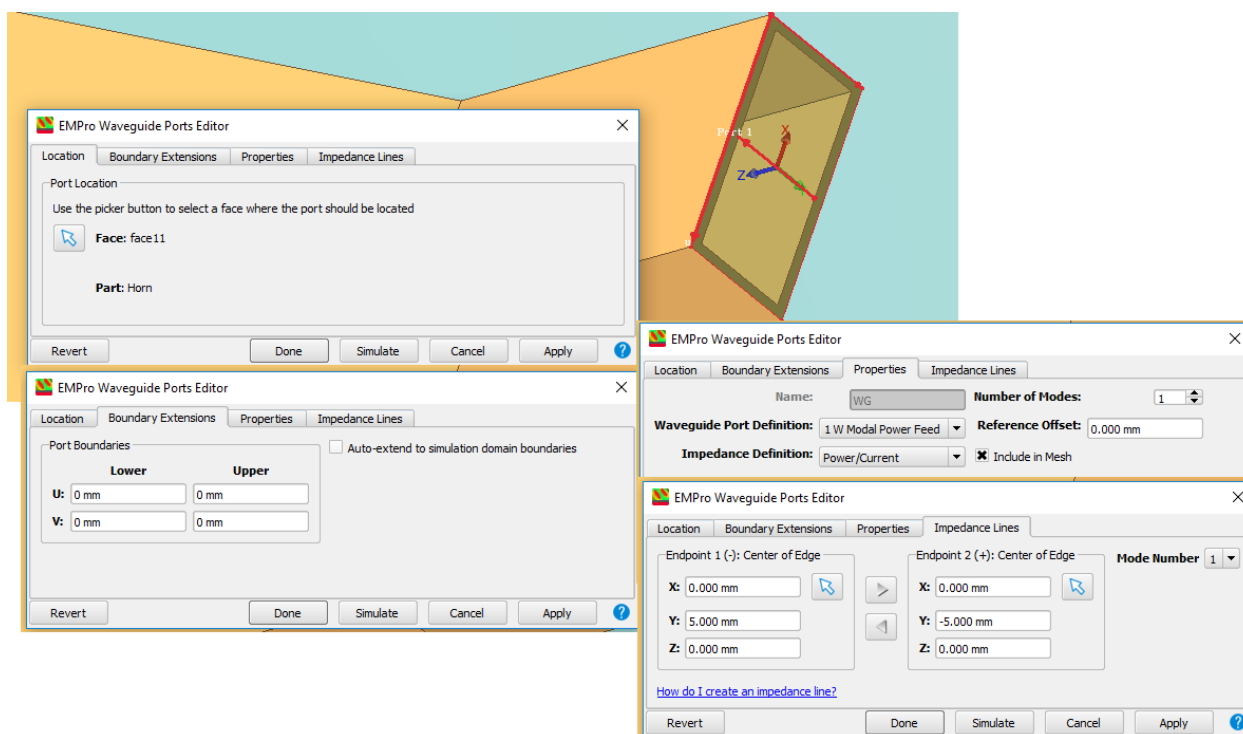 EMPro Waveguide Ports Editor
Location Boundary Extensions Properties Impedance Lines
Port Location
Use the picker button to select a face where the port should be located
Face: face11
Part: Horn
Revert Done Simulate Cancel Apply ?
Port 1
X
Z
EMPro Waveguide Ports Editor
Location Boundary Extensions Properties Impedance Lines
Port Boundaries
Auto-extend to simulation domain boundaries
Lower Upper
U: 0 mm 0 mm
V: 0 mm 0 mm
Revert Done Simulate Cancel Apply ?
EMPro Waveguide Ports Editor
Location Boundary Extensions Properties Impedance Lines
Name: WG Number of Modes: 1
Waveguide Port Definition: 1 W Modal Power Feed Reference Offset: 0.000 mm
Impedance Definition: Power/Current Include in Mesh
EMPro Waveguide Ports Editor
Location Boundary Extensions Properties Impedance Lines
Endpoint 1 (-): Center of Edge Endpoint 2 (+): Center of Edge Mode Number 1
X: 0.000 mm X: 0.000 mm
Y: 5.000 mm Y: -5.000 mm
Z: 0.000 mm Z: 0.000 mm
How do I create an impedance line?
Revert Done Simulate Cancel Apply ?